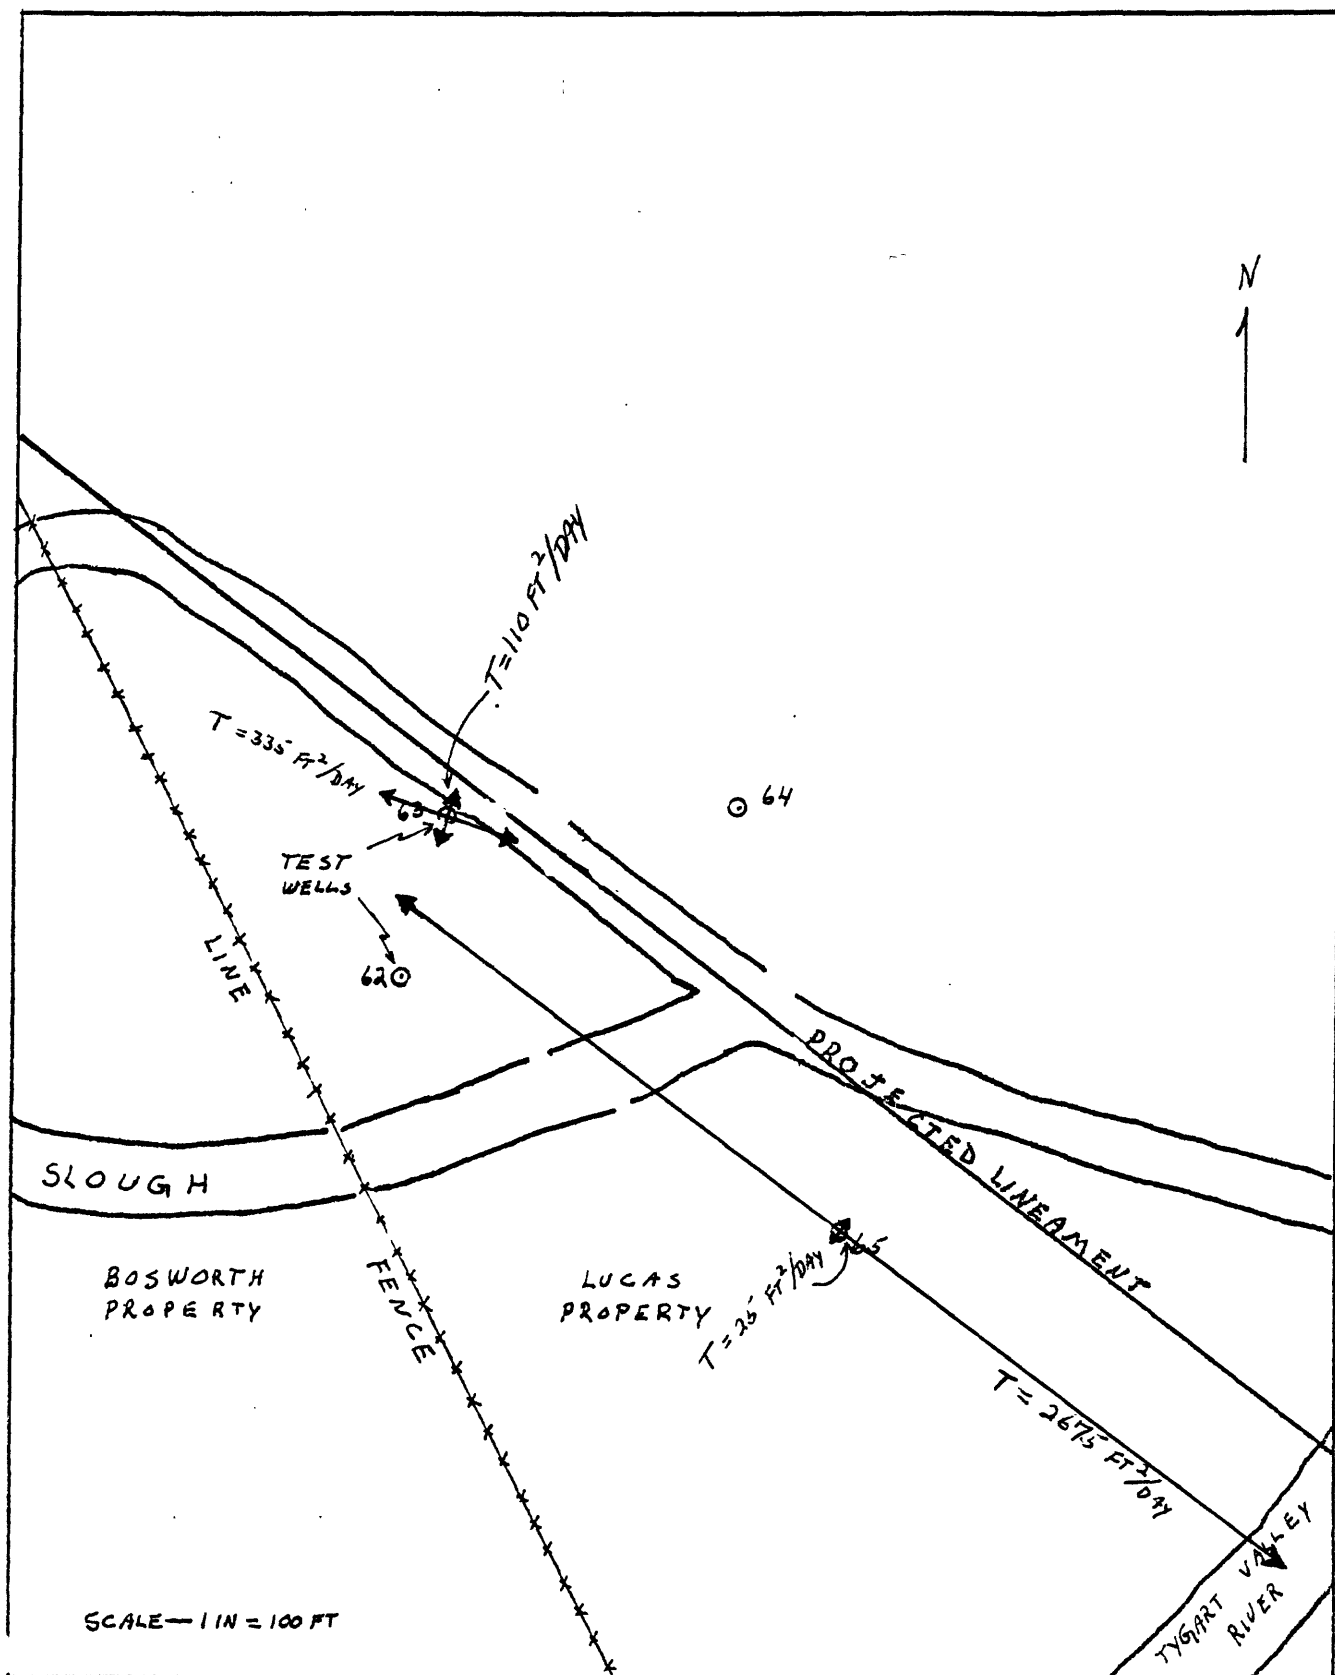 N
T=110 FT²/DAY
T=335 FT²/DAY
63
64
TEST
WELLS
62
LINE
PROJECTED LINEAMENT
SLOUGH
65
BOSWORTH
PROPERTY
LUCAS
PROPERTY
T=25 FT²/DAY
FENCE
T=2675 FT²/DAY
TYGART VALLEY
RIVER
SCALE—1 IN = 100 FT